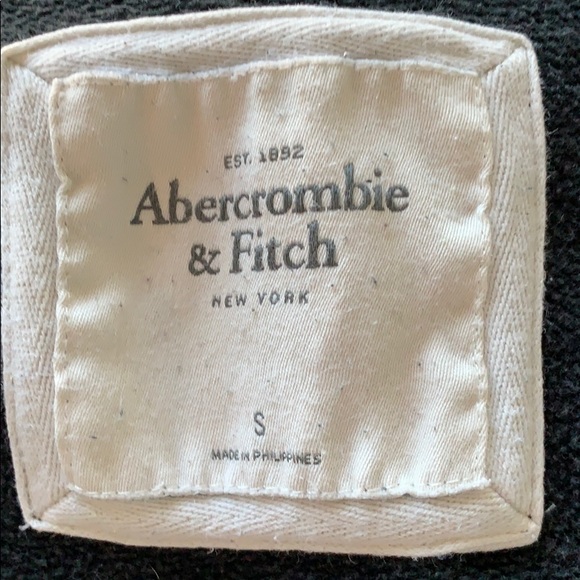 EST. 1892
Abercrombie
& Fitch
NEW YORK
S
MADE IN PHILIPPINES